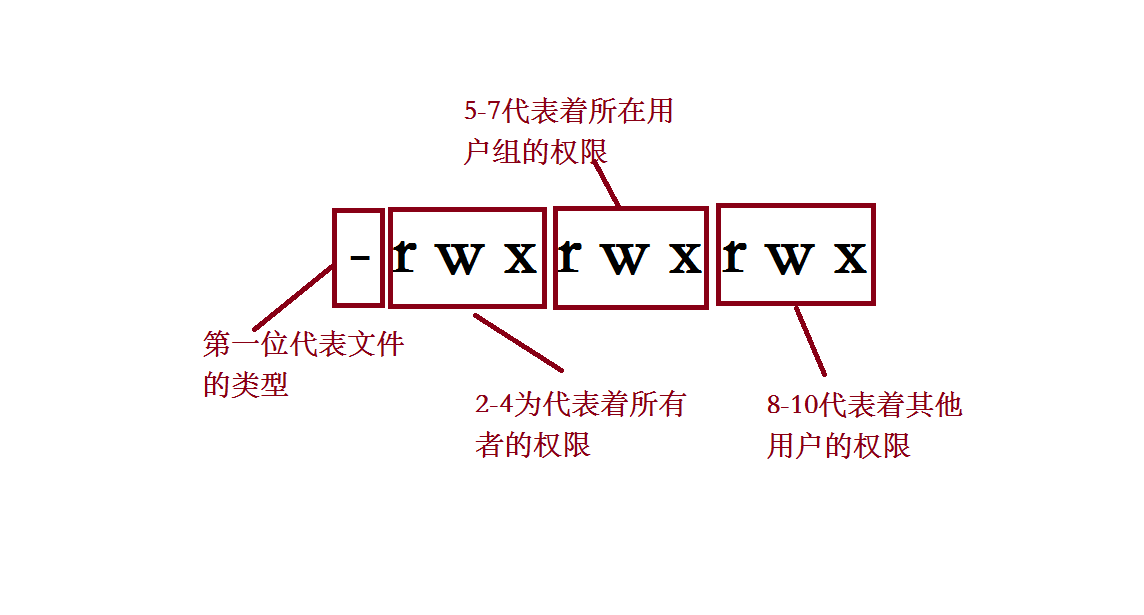 5-7代表着所在用
户组的权限
- r w x r w x r w x
第一位代表文件
的类型
2-4为代表着所有
者的权限
8-10代表着其他
用户的权限